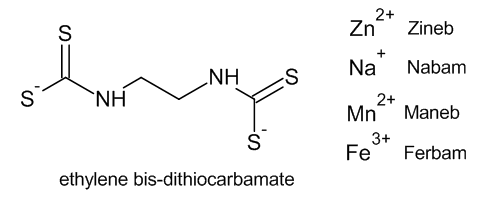 S
S-
NH
NH
S
S-
ethylene bis-dithiocarbamate
Zn2+ Zineb
Na+ Nabam
Mn2+ Maneb
Fe3+ Ferbam